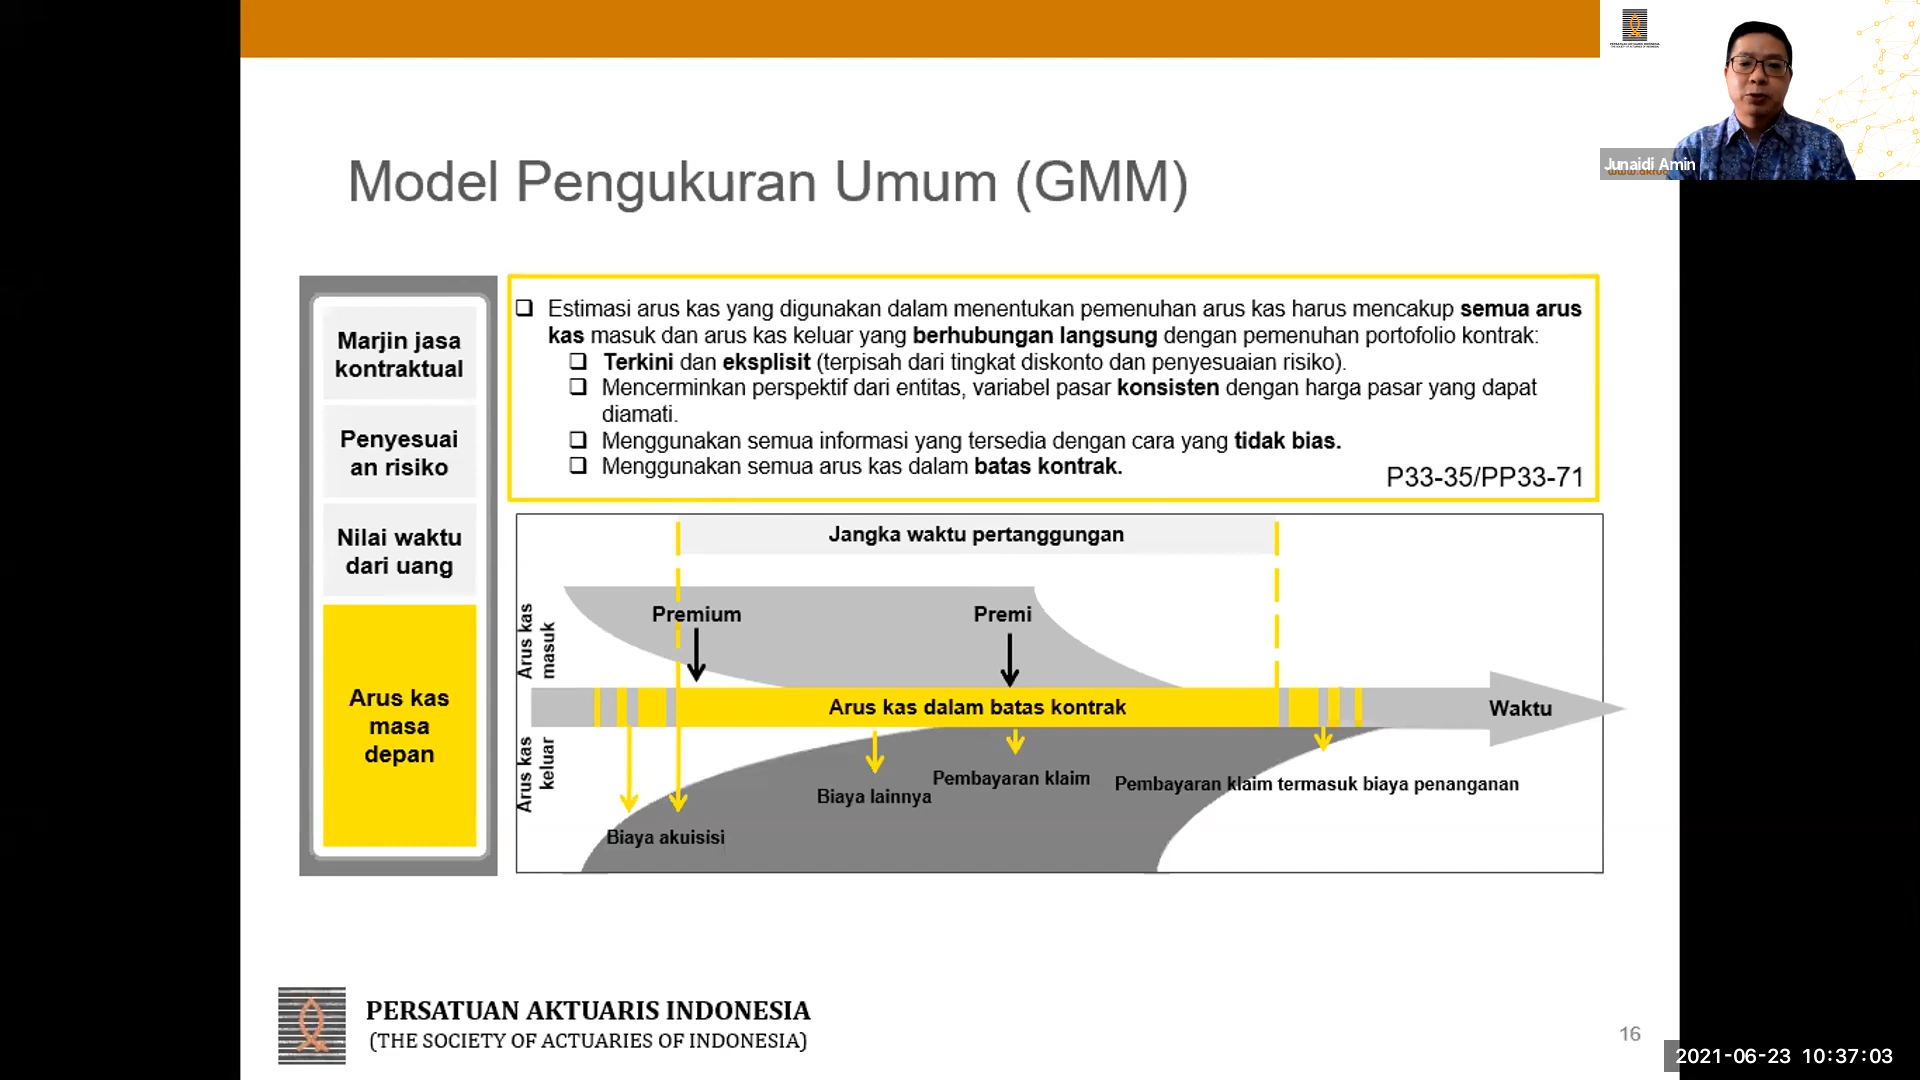 Junaidi Amin
Model Pengukuran Umum (GMM)
Marjin jasa
kontraktual
Penyesuai
an risiko
Nilai waktu
dari uang
Arus kas
masa
depan
Estimasi arus kas yang digunakan dalam menentukan pemenuhan arus kas harus mencakup semua arus
kas masuk dan arus kas keluar yang berhubungan langsung dengan pemenuhan portofolio kontrak:
Terkini dan eksplisit (terpisah dari tingkat diskonto dan penyesuaian risiko).
Mencerminkan perspektif dari entitas, variabel pasar konsisten dengan harga pasar yang dapat
diamati.
Menggunakan semua informasi yang tersedia dengan cara yang tidak bias.
Menggunakan semua arus kas dalam batas kontrak.
P33-35/PP33-71
Jangka waktu pertanggungan
Arus kas
masuk
Premium
Premi
Arus kas dalam batas kontrak
Waktu
Arus kas
keluar
Biaya akuisisi
Biaya lainnya
Pembayaran klaim
Pembayaran klaim termasuk biaya penanganan
PERSATUAN AKTUARIS INDONESIA
(THE SOCIETY OF ACTUARIES OF INDONESIA)
16
2021-06-23 10:37:03